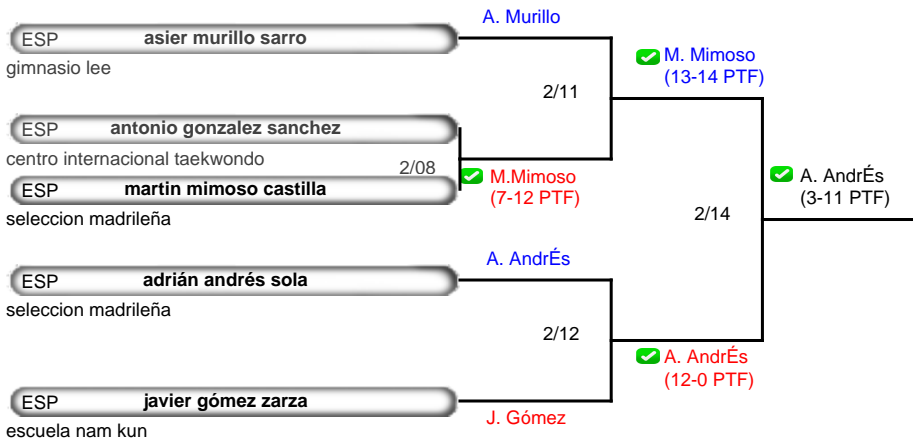 A. Murillo
ESP asier murillo sarro
gimnasio lee
M. Mimoso
(13-14 PTF)
2/11
ESP antonio gonzalez sanchez
centro internacional taekwondo
2/08
M.Mimoso
(7-12 PTF)
ESP martin mimoso castilla
seleccion madrileña
A. AndrÉs
(3-11 PTF)
2/14
A. AndrÉs
ESP adrián andrés sola
seleccion madrileña
2/12
A. AndrÉs
(12-0 PTF)
ESP javier gómez zarza
J. Gómez
escuela nam kun